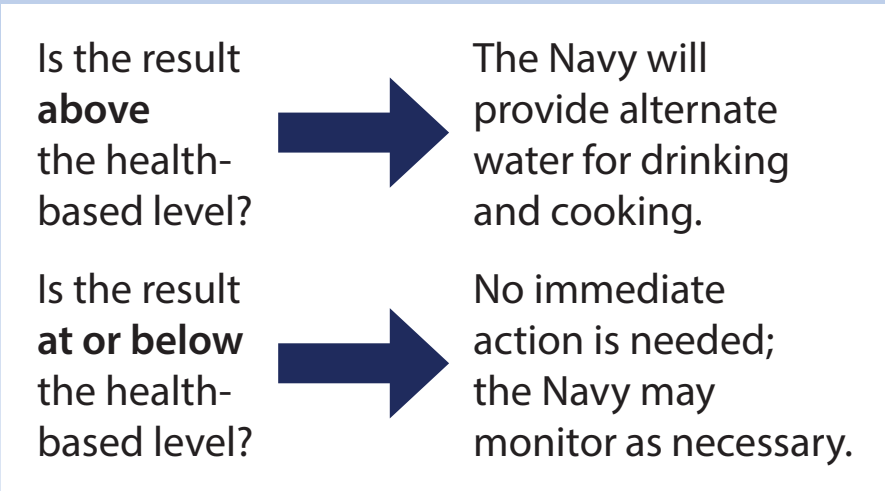 Is the result
above
the health-
based level?
The Navy will
provide alternate
water for drinking
and cooking.
Is the result
at or below
the health-
based level?
No immediate
action is needed;
the Navy may
monitor as necessary.